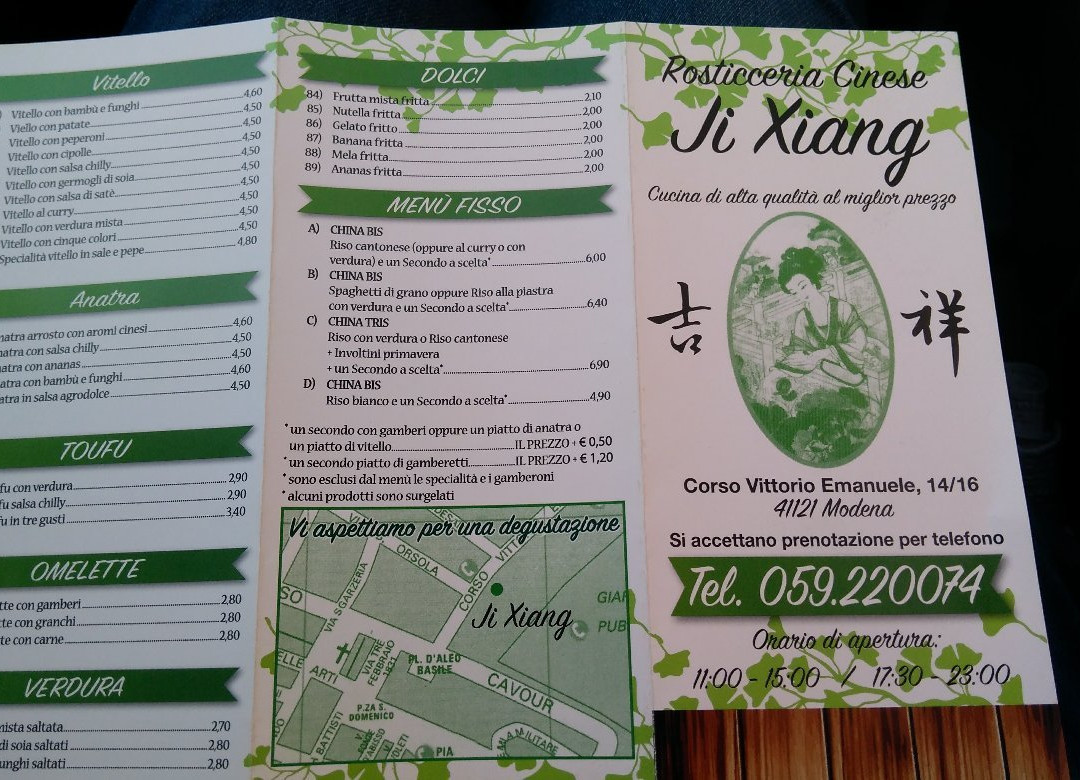 Vitello
Vitello con bambù e funghi 4,60
Viello con patate 4,50
Vitello con peperoni 4,50
Vitello con cipolle 4,50
Vitello con salsa chilly 4,50
Vitello con germogli di soia 4,50
Vitello con salsa di satè 4,50
Vitello al curry 4,50
Vitello con verdura mista 4,50
Vitello con cinque colori 4,50
Specialità vitello in sale e pepe 4,80
Anatra
natra arrosto con aromi cinesi 4,60
natra con salsa chilly 4,50
natra con ananas 4,50
atra con bambù e funghi 4,60
atra in salsa agrodolce 4,50
TOUFU
fu con verdura 2,90
fu salsa chilly 2,90
fu in tre gusti 3,40
OMELETTE
tte con gamberi 2,80
tte con granchi 2,80
tte con carne 2,80
VERDURA
mista saltata 2,70
di soia saltati 2,80
unghi saltati 2,80
DOLCI
84) Frutta mista fritta 2,10
85) Nutella fritta 2,00
86) Gelato fritto 2,00
87) Banana fritta 2,00
88) Mela fritta 2,00
89) Ananas fritta 2,00
MENÙ FISSO
A) CHINA BIS
Riso cantonese (oppure al curry o con
verdura) e un Secondo a scelta* 6,00
B) CHINA BIS
Spaghetti di grano oppure Riso alla piastra
con verdura e un Secondo a scelta* 6,40
C) CHINA TRIS
Riso con verdura o Riso cantonese
+ Involtini primavera
+ un Secondo a scelta* 6,90
D) CHINA BIS
Riso bianco e un Secondo a scelta* 4,90
*un secondo con gamberi oppure un piatto di anatra o
un piatto di vitello IL PREZZO + € 0,50
*un secondo piatto di gamberetti IL PREZZO + € 1,20
*sono esclusi dal menù le specialità e i gamberoni
*alcuni prodotti sono surgelati
Vi aspettiamo per una degustazione
ORSOLA
CORSO VITT
VIA SGARZERIA
SO
Ji Xiang
GIAR
PUB
ELLE
ARTI
VIA TRE
FEBBRAIO
1831
PL. D'ALEO
BASILE
CAVOUR
P.ZA S.
DOMENICO
BATTISTI
PIA
MILITARE
Rosticceria Cinese
Ji Xiang
Cucina di alta qualità al miglior prezzo
吉 祥
Corso Vittorio Emanuele, 14/16
41121 Modena
Si accettano prenotazione per telefono
Tel. 059.220074
Orario di apertura:
11:00 - 15:00 / 17:30 - 23:00